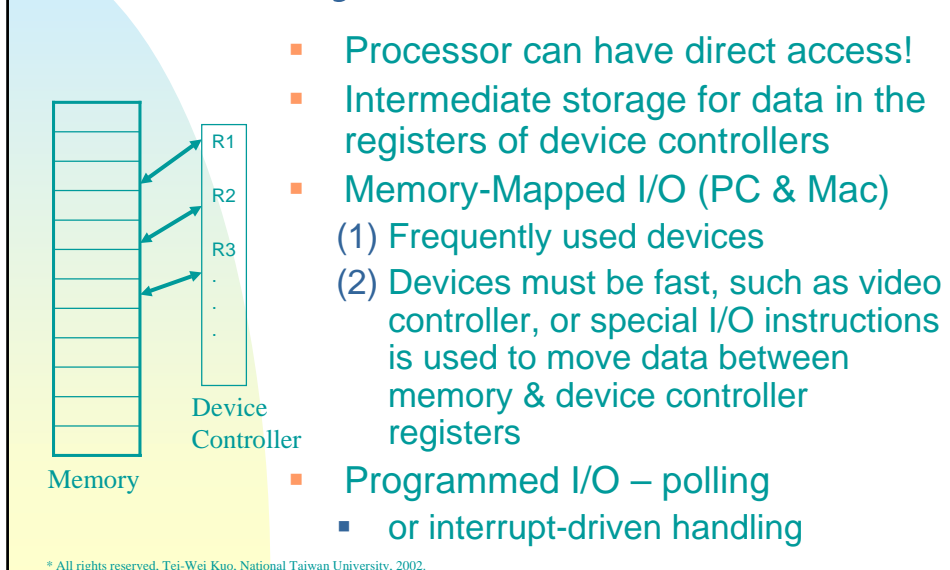 Processor can have direct access!
Intermediate storage for data in the
registers of device controllers
Memory-Mapped I/O (PC & Mac)
(1) Frequently used devices
(2) Devices must be fast, such as video
controller, or special I/O instructions
is used to move data between
memory & device controller
registers
Programmed I/O – polling
or interrupt-driven handling
R1
R2
R3
.
.
.
Device
Controller
Memory
* All rights reserved, Tei-Wei Kuo, National Taiwan University, 2002.